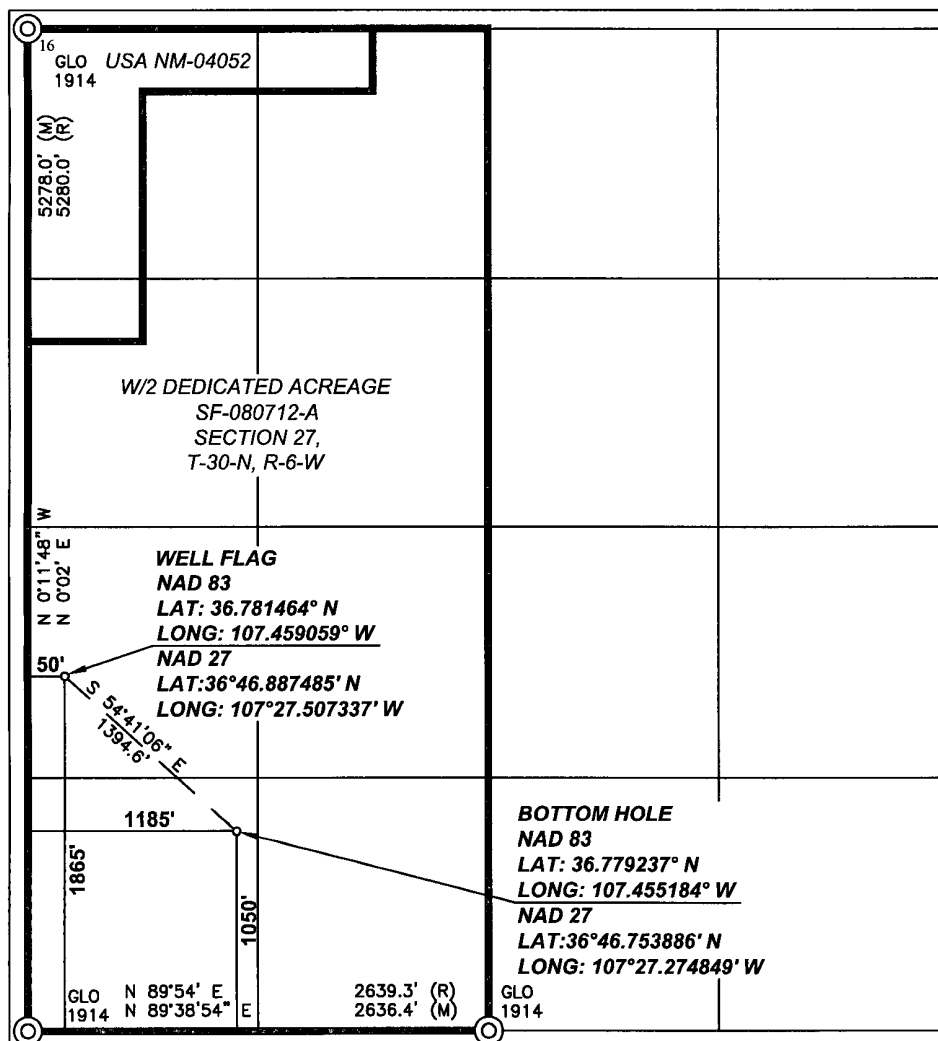 16
GLO USA NM-04052
1914
5278.0' (M)
5280.0' (R)
W/2 DEDICATED ACREAGE
SF-080712-A
SECTION 27,
T-30-N, R-6-W
N 0°11'48" W
N 0°02' E
WELL FLAG
NAD 83
LAT: 36.781464° N
LONG: 107.459059° W
NAD 27
LAT:36°46.887485' N
LONG: 107°27.507337' W
50'
S 54°41'06" E
1394.6'
1185'
1865'
1050'
BOTTOM HOLE
NAD 83
LAT: 36.779237° N
LONG: 107.455184° W
NAD 27
LAT:36°46.753886' N
LONG: 107°27.274849' W
GLO
1914
N 89°54' E 2639.3' (R)
N 89°38'54" E 2636.4' (M)
GLO
1914